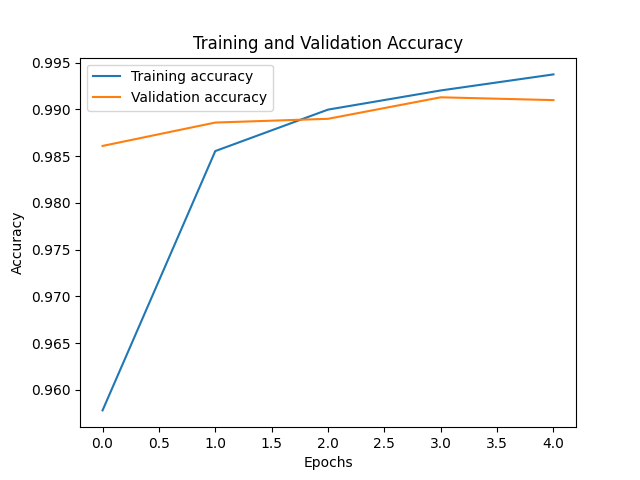 Training and Validation Accuracy
Training accuracy
Validation accuracy
0.995
0.990
0.985
0.980
0.975
0.970
0.965
0.960
Accuracy
0.0 0.5 1.0 1.5 2.0 2.5 3.0 3.5 4.0
Epochs